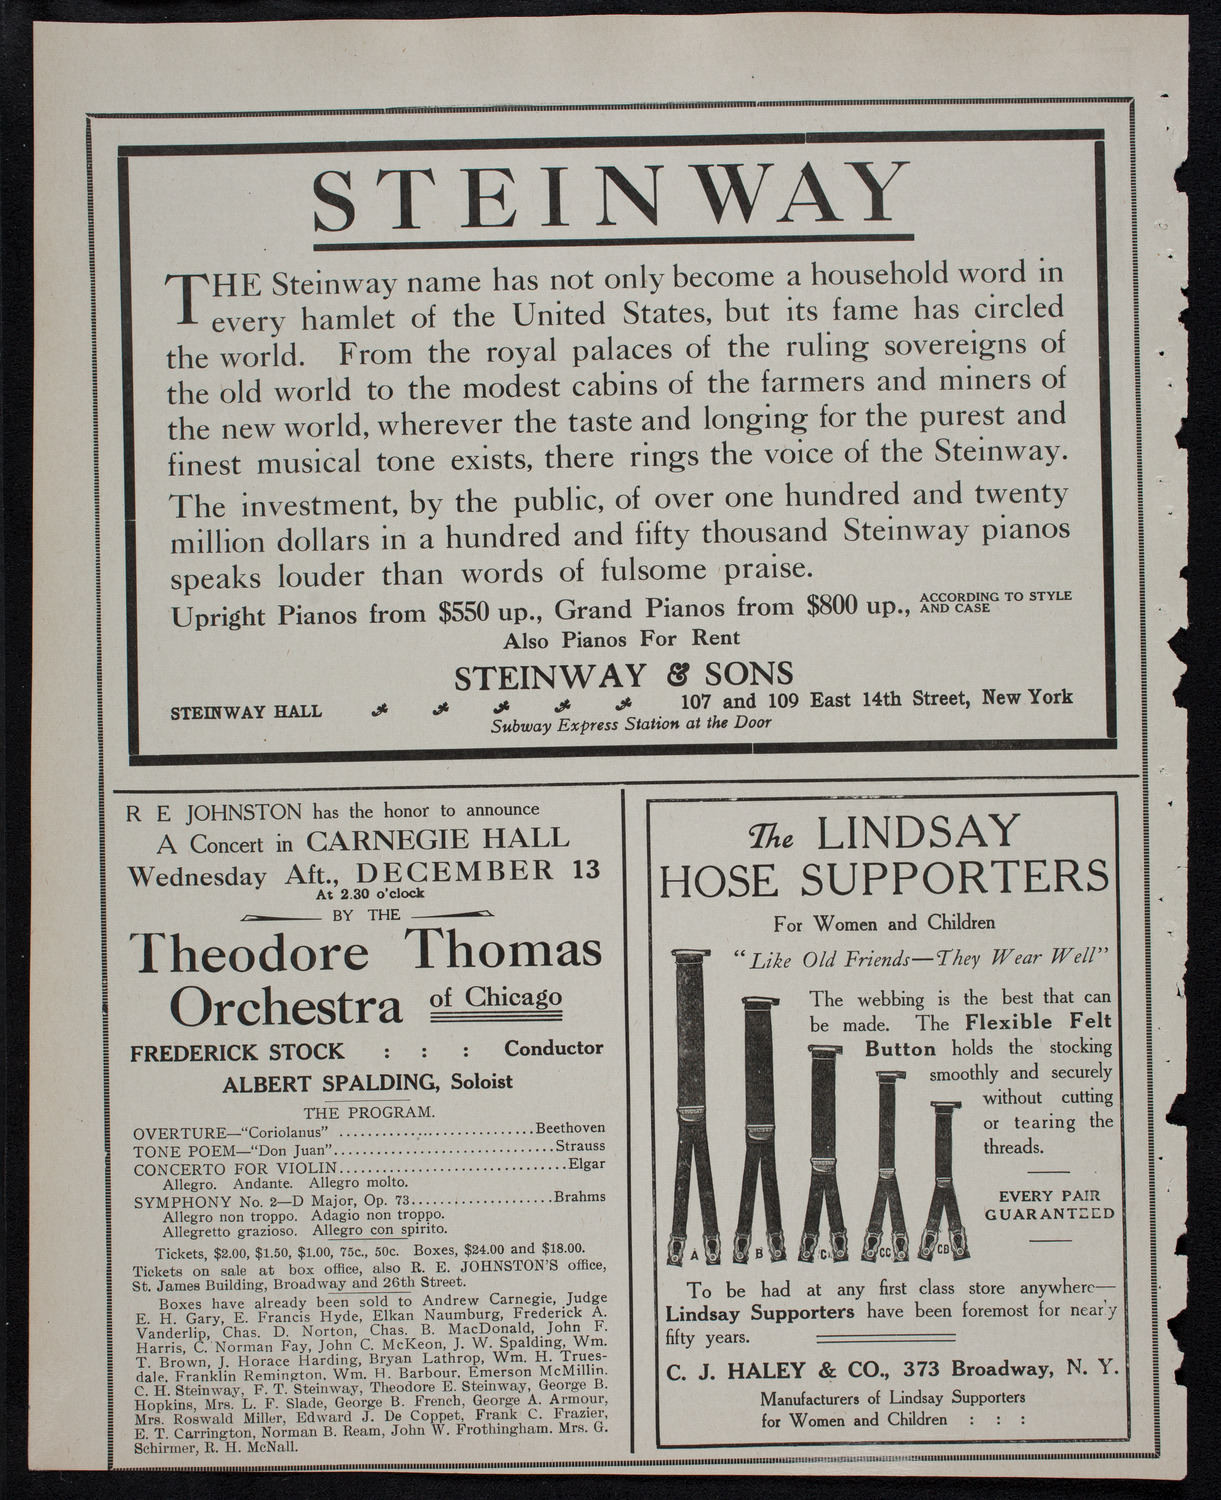 STEINWAY
THE Steinway name has not only become a household word in
every hamlet of the United States, but its fame has circled
the world. From the royal palaces of the ruling sovereigns of
the old world to the modest cabins of the farmers and miners of
the new world, wherever the taste and longing for the purest and
finest musical tone exists, there rings the voice of the Steinway.
The investment, by the public, of over one hundred and twenty
million dollars in a hundred and fifty thousand Steinway pianos
speaks louder than words of fulsome praise.
Upright Pianos from $550 up., Grand Pianos from $800 up., ACCORDING TO STYLE
AND CASE
Also Pianos For Rent
STEINWAY & SONS
STEINWAY HALL 107 and 109 East 14th Street, New York
Subway Express Station at the Door
R E JOHNSTON has the honor to announce
A Concert in CARNEGIE HALL
Wednesday Aft., DECEMBER 13
At 2.30 o'clock
BY THE
Theodore Thomas
Orchestra of Chicago
FREDERICK STOCK : : : Conductor
ALBERT SPALDING, Soloist
THE PROGRAM.
OVERTURE—"Coriolanus" ............................Beethoven
TONE POEM—"Don Juan"................................Strauss
CONCERTO FOR VIOLIN.................................Elgar
Allegro. Andante. Allegro molto.
SYMPHONY No. 2—D Major, Op. 73.....................Brahms
Allegro non troppo. Adagio non troppo.
Allegretto grazioso. Allegro con spirito.
Tickets, $2.00, $1.50, $1.00, 75c., 50c. Boxes, $24.00 and $18.00.
Tickets on sale at box office, also R. E. JOHNSTON'S office,
St. James Building, Broadway and 26th Street.
Boxes have already been sold to Andrew Carnegie, Judge
E. H. Gary, E. Francis Hyde, Elkan Naumburg, Frederick A.
Vanderlip, Chas. D. Norton, Chas. B. MacDonald, John F.
Harris, C. Norman Fay, John C. McKeon, J. W. Spalding, Wm.
T. Brown, J. Horace Harding, Bryan Lathrop, Wm. H. Trues-
dale, Franklin Remington, Wm. H. Barbour, Emerson McMillin.
C. H. Steinway, F. T. Steinway, Theodore E. Steinway, George B.
Hopkins, Mrs. L. F. Slade, George B. French, George A. Armour,
Mrs. Roswald Miller, Edward J. De Coppet, Frank C. Frazier,
E. T. Carrington, Norman B. Ream, John W. Frothingham. Mrs. G.
Schirmer, R. H. McNall.
The LINDSAY
HOSE SUPPORTERS
For Women and Children
"Like Old Friends—They Wear Well"
The webbing is the best that can
be made. The Flexible Felt
Button holds the stocking
smoothly and securely
without cutting
or tearing the
threads.
EVERY PAIR
GUARANTEED
A B C CC CB
To be had at any first class store anywhere—
Lindsay Supporters have been foremost for near'y
fifty years.
C. J. HALEY & CO., 373 Broadway, N. Y.
Manufacturers of Lindsay Supporters
for Women and Children : : :